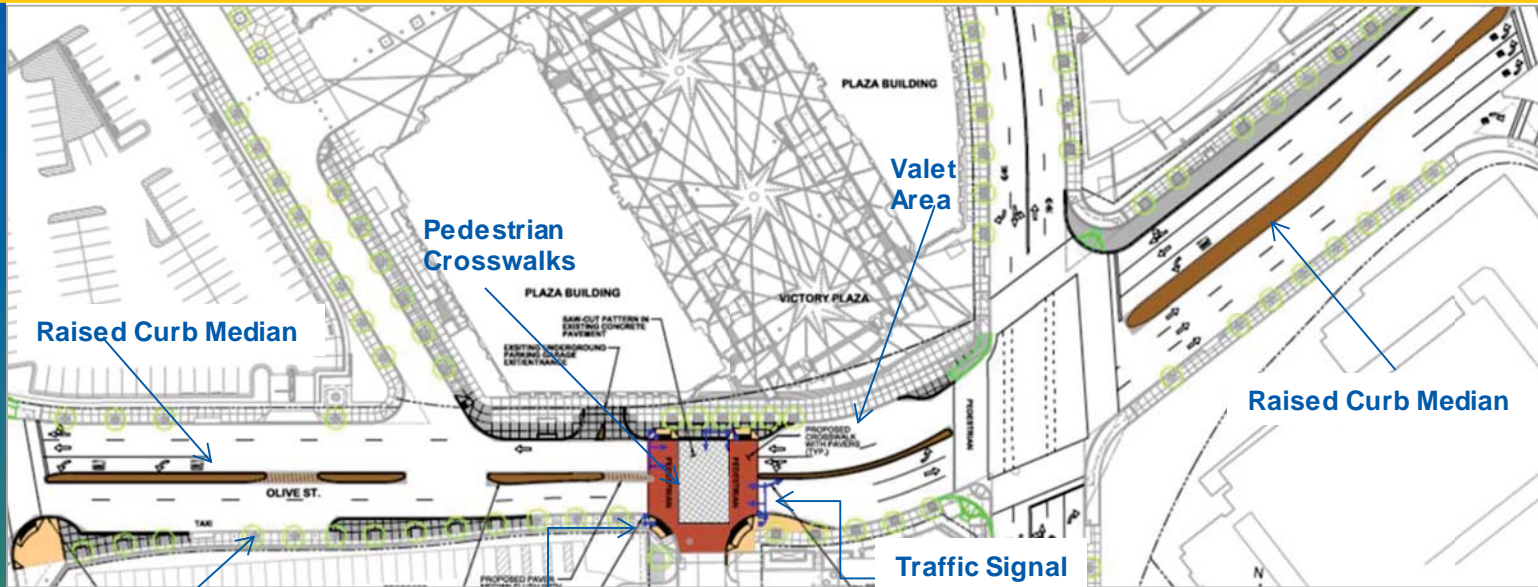 PLAZA BUILDING
Valet
Area
Pedestrian
Crosswalks
PLAZA BUILDING
VICTORY PLAZA
SAW-CUT PATTERN IN
EXISTING CONCRETE
PAVEMENT
Raised Curb Median
EXSITING UNDERGROUND
PARKING GARAGE
EXIT/ENTRANCE
Raised Curb Median
PEDESTRIAN
PROPOSED
CROSSWALK
WITH PAVERS
(TYP.)
PEDESTRIAN
PEDESTRIAN
OLIVE ST.
TAXI
Traffic Signal
N
PROPOSED PAVER